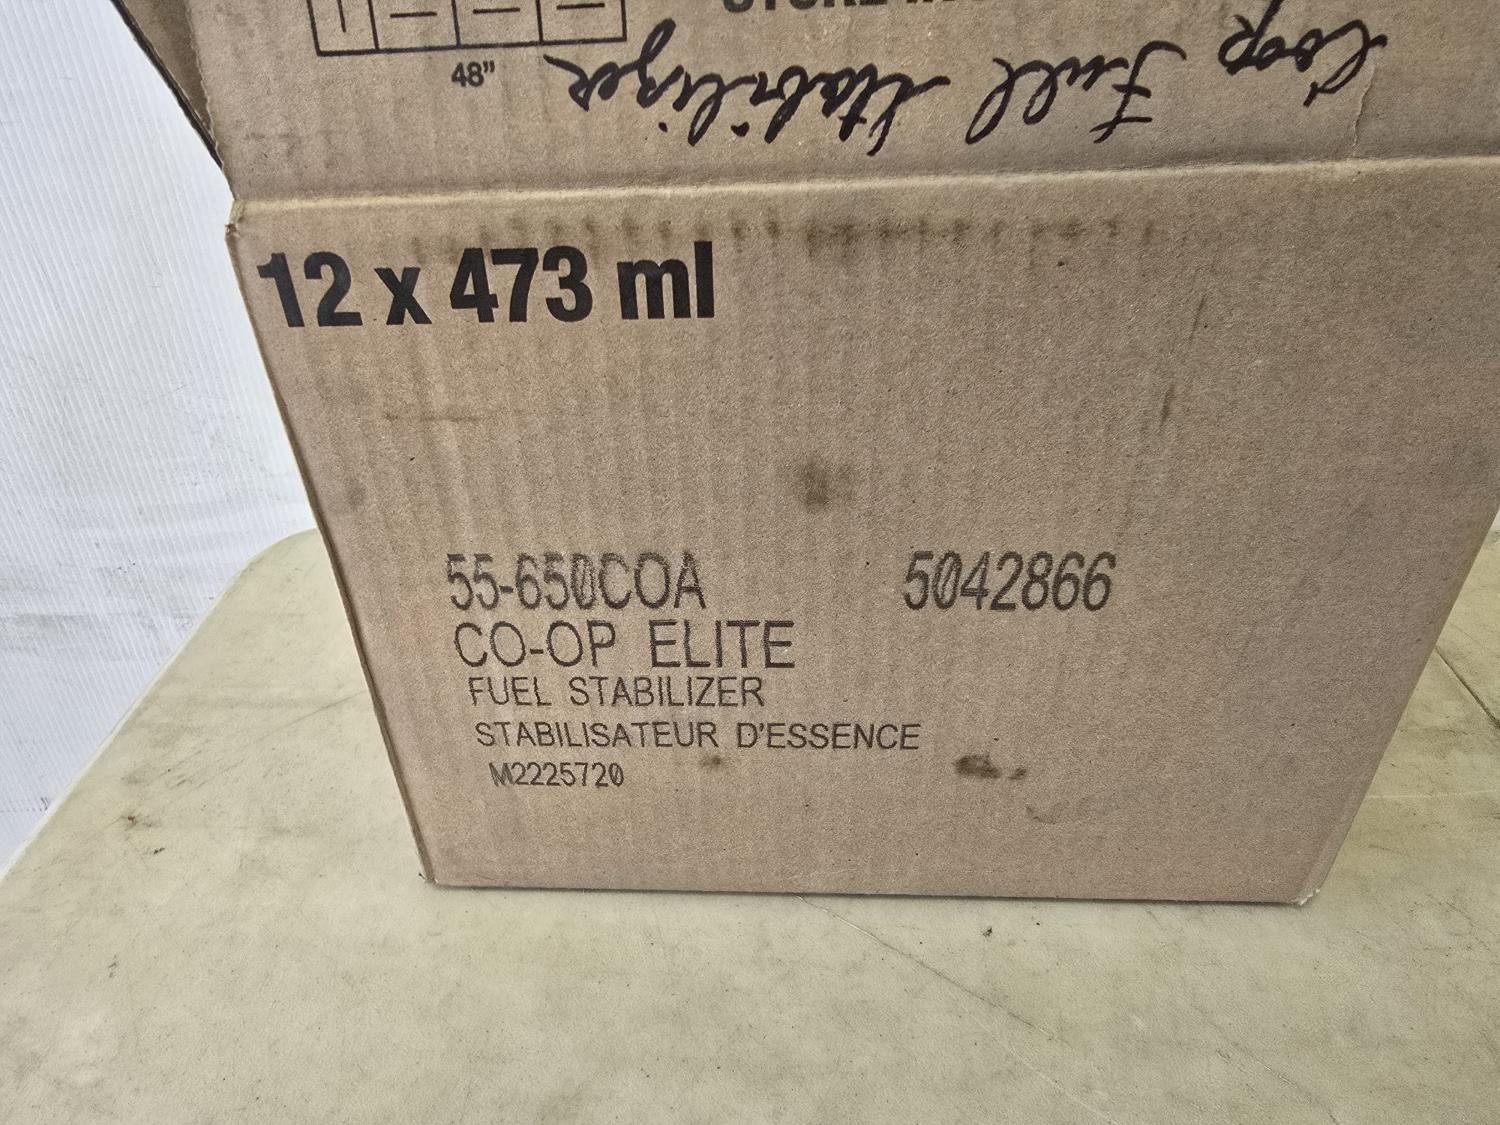 48"
Coop Fuel Stabilizer
12 x 473 ml
55-650COA 5042866
CO-OP ELITE
FUEL STABILIZER
STABILISATEUR D'ESSENCE
M2225720